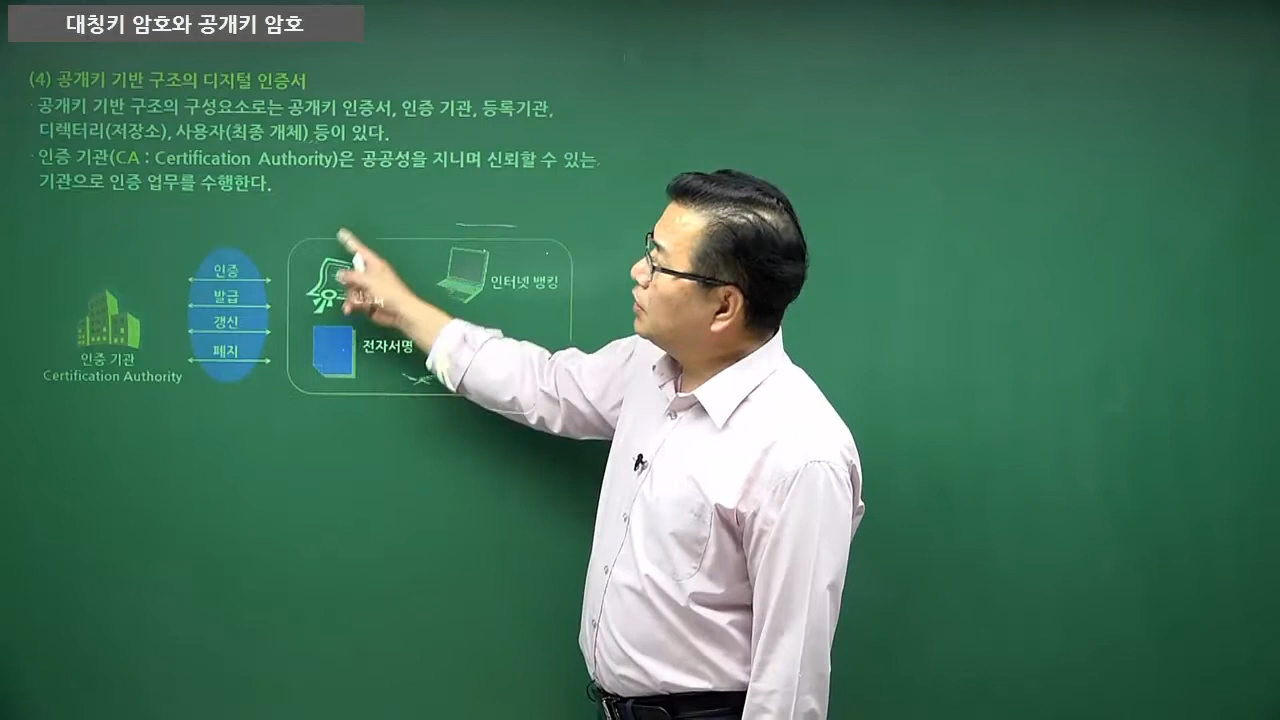 대칭키 암호와 공개키 암호
(4) 공개키 기반 구조의 디지털 인증서
· 공개키 기반 구조의 구성요소로는 공개키 인증서, 인증 기관, 등록기관,
디렉터리(저장소), 사용자(최종 개체) 등이 있다.
· 인증 기관(CA : Certification Authority)은 공공성을 지니며 신뢰할 수 있는
기관으로 인증 업무를 수행한다.
인증
발급
갱신
폐지
인증 기관
Certification Authority
인터넷 뱅킹
전자서명